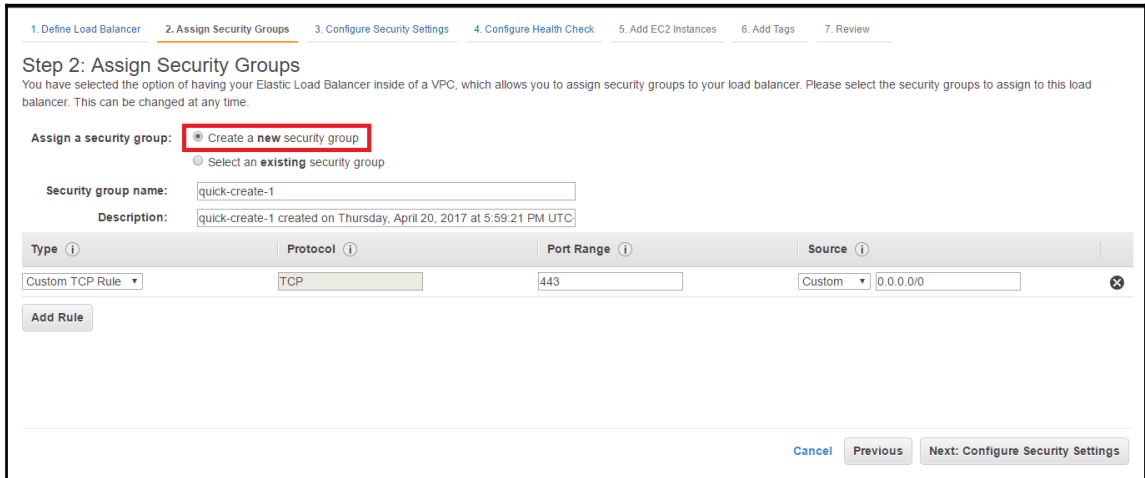 1. Define Load Balancer 2. Assign Security Groups 3. Configure Security Settings 4. Configure Health Check 5. Add EC2 Instances 6. Add Tags 7. Review
Step 2: Assign Security Groups
You have selected the option of having your Elastic Load Balancer inside of a VPC, which allows you to assign security groups to your load balancer. Please select the security groups to assign to this load
balancer. This can be changed at any time.
Assign a security group: Create a new security group
Select an existing security group
Security group name: quick-create-1
Description: quick-create-1 created on Thursday, April 20, 2017 at 5:59:21 PM UTC-
Type i Protocol i Port Range i Source i
Custom TCP Rule TCP 443 Custom 0.0.0.0/0
Add Rule
Cancel Previous Next: Configure Security Settings